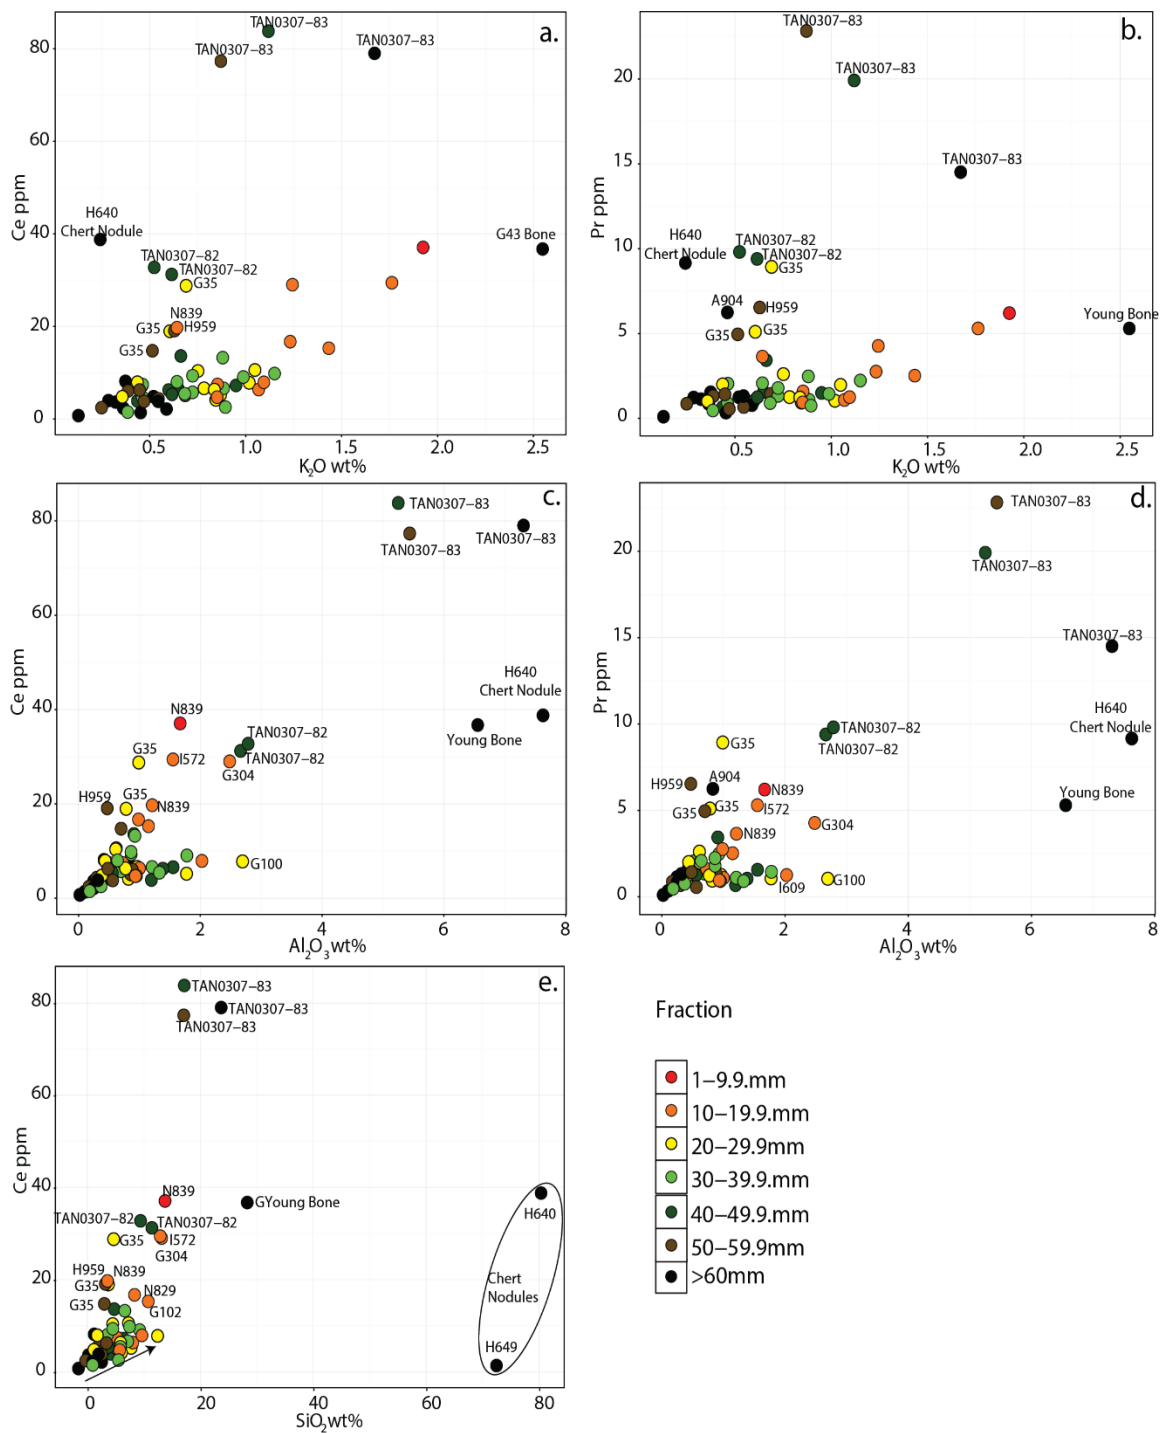 a.
TAN0307–83
TAN0307–83
TAN0307–83
80
60
40
20
0
Ce ppm
H640
Chert Nodule
G43 Bone
TAN0307–82
TAN0307–82
G35
N839
G35
H959
G35
0.5
1.0
1.5
2.0
2.5
K2O wt%
b.
TAN0307–83
TAN0307–83
TAN0307–83
20
15
10
5
0
Pr ppm
H640
Chert Nodule
TAN0307–82
TAN0307–82
G35
A904
H959
G35
G35
Young Bone
0.5
1.0
1.5
2.0
2.5
K2O wt%
c.
TAN0307–83
TAN0307–83
TAN0307–83
80
60
40
20
0
Ce ppm
H640
Chert Nodule
Young Bone
N839
TAN0307–82
TAN0307–82
G35
I572
G304
H959
G35
N839
G100
0
2
4
6
8
Al2O3wt%
d.
TAN0307–83
TAN0307–83
TAN0307–83
20
15
10
5
0
Pr ppm
H640
Chert Nodule
Young Bone
TAN0307–82
TAN0307–82
G35
H959
A904
N839
G35
G35
I572
G304
N839
I609
G100
0
2
4
6
8
Al2O3wt%
e.
TAN0307–83
TAN0307–83
TAN0307–83
80
60
40
20
0
Ce ppm
N839
GYoung Bone
TAN0307–82
TAN0307–82
G35
I572
G304
H959
N839
G35
N829
G35
G102
H640
Chert
Nodules
H649
0
20
40
60
80
SiO2wt%
Fraction
1–9.9.mm
10–19.9.mm
20–29.9mm
30–39.9.mm
40–49.9.mm
50–59.9mm
>60mm